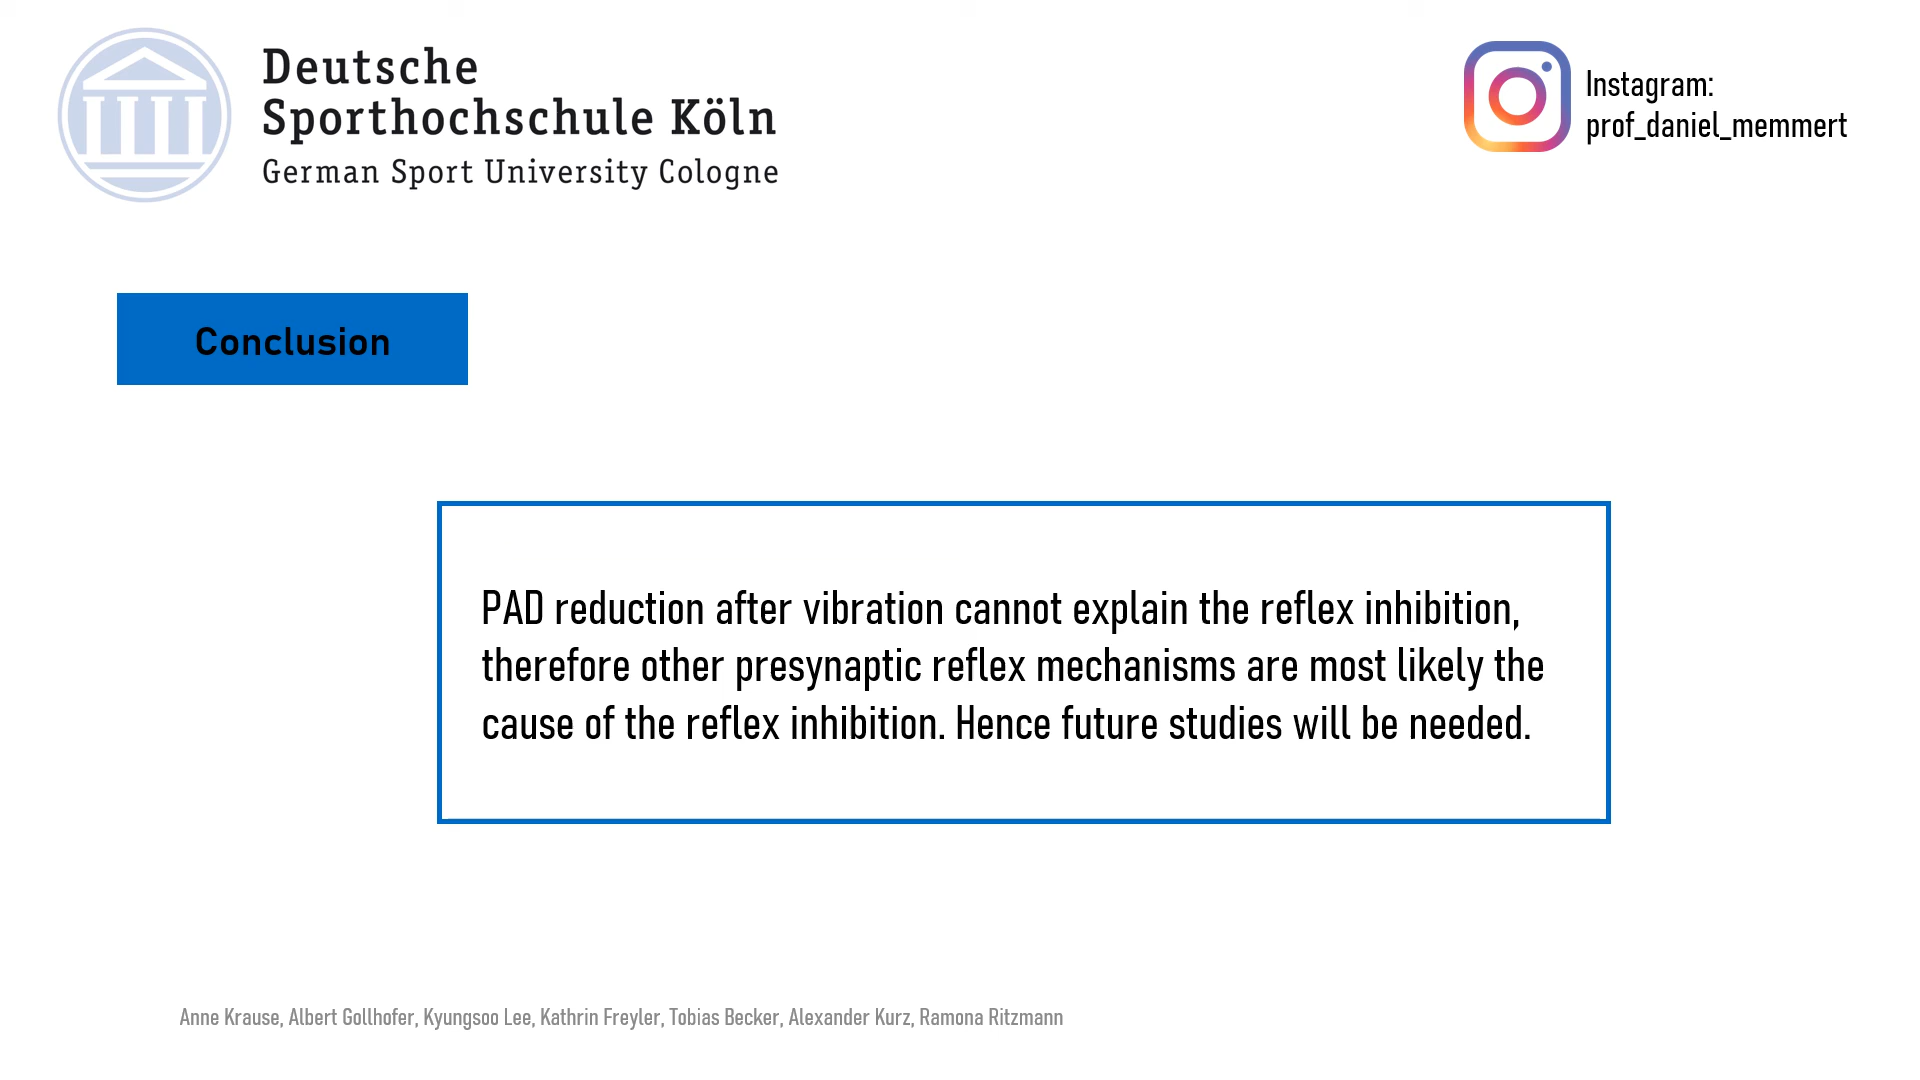 Deutsche
Sporthochschule Köln
German Sport University Cologne
Instagram:
prof_daniel_memmert
Conclusion
PAD reduction after vibration cannot explain the reflex inhibition,
therefore other presynaptic reflex mechanisms are most likely the
cause of the reflex inhibition. Hence future studies will be needed.
Anne Krause, Albert Gollhofer, Kyungsoo Lee, Kathrin Freyler, Tobias Becker, Alexander Kurz, Ramona Ritzmann